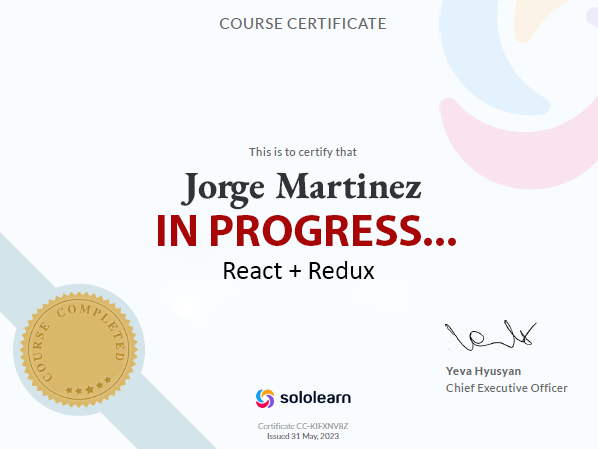 COURSE CERTIFICATE
This is to certify that
Jorge Martinez
IN PROGRESS...
React + Redux
COURSE COMPLETED
Yeva Hyusyan
Chief Executive Officer
sololearn
Certificate CC-KIFXNV8Z
Issued 31 May, 2023